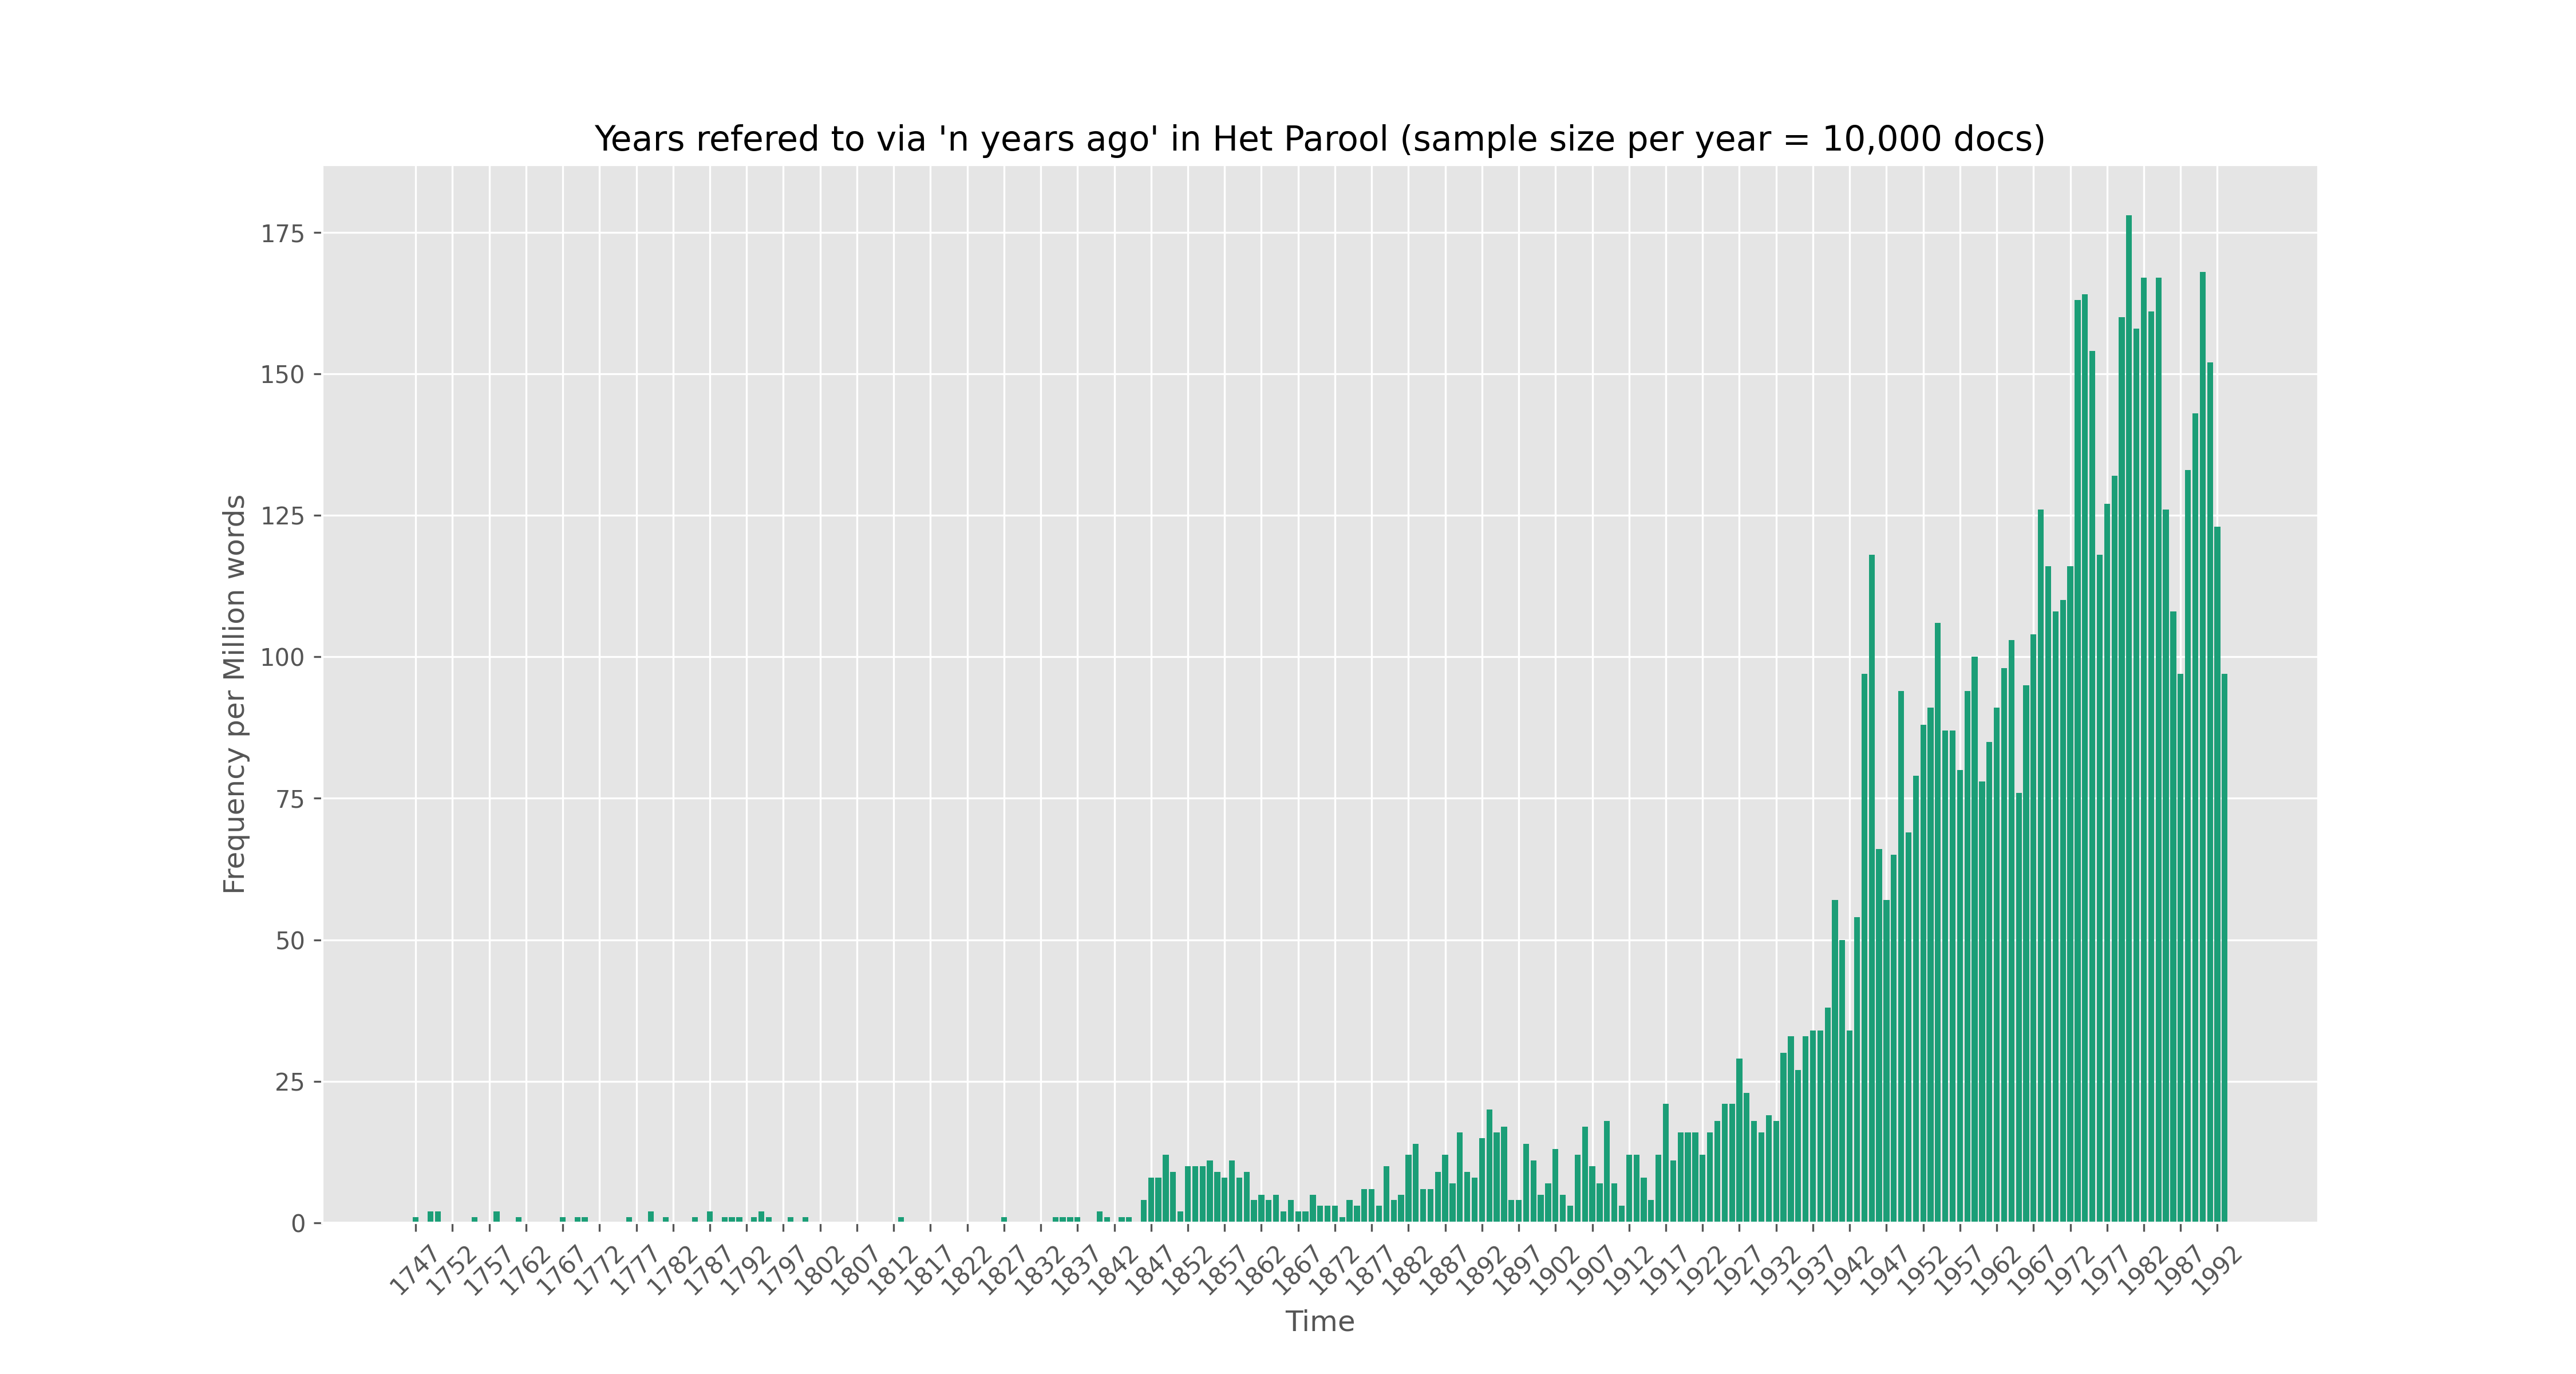 Years refered to via 'n years ago' in Het Parool (sample size per year = 10,000 docs)
175
150
125
100
75
50
25
0
Frequency per Million words
1747 1752 1757 1762 1767 1772 1777 1782 1787 1792 1797 1802 1807 1812 1817 1822 1827 1832 1837 1842 1847 1852 1857 1862 1867 1872 1877 1882 1887 1892 1897 1902 1907 1912 1917 1922 1927 1932 1937 1942 1947 1952 1957 1962 1967 1972 1977 1982 1987 1992
Time